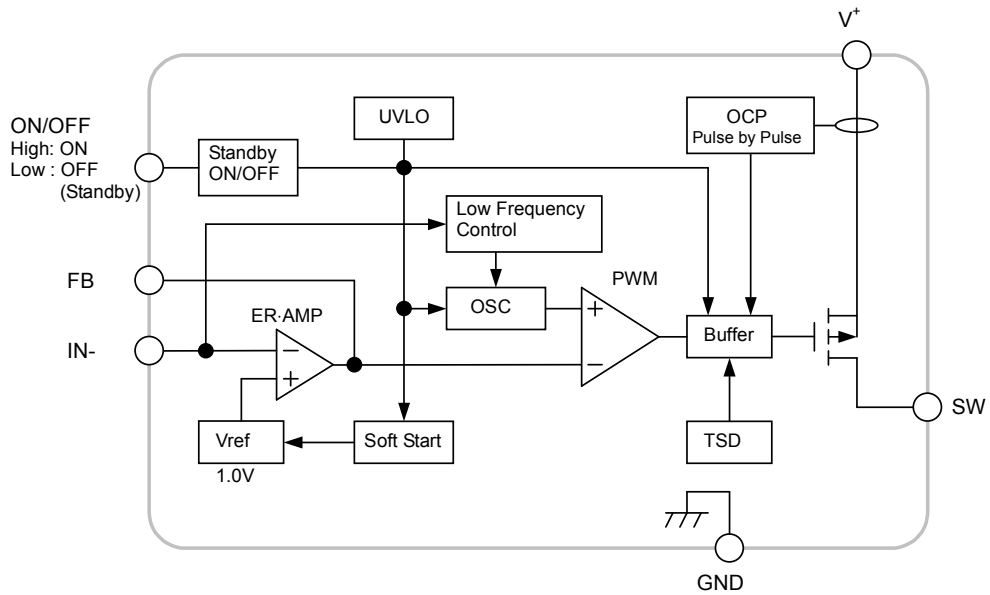 V+
ON/OFF
High: ON
Low : OFF
(Standby)
Standby
ON/OFF
UVLO
OCP
Pulse by Pulse
Low Frequency
Control
FB
OSC
PWM
+
−
Buffer
IN-
ER·AMP
−
+
Vref
1.0V
Soft Start
TSD
SW
GND